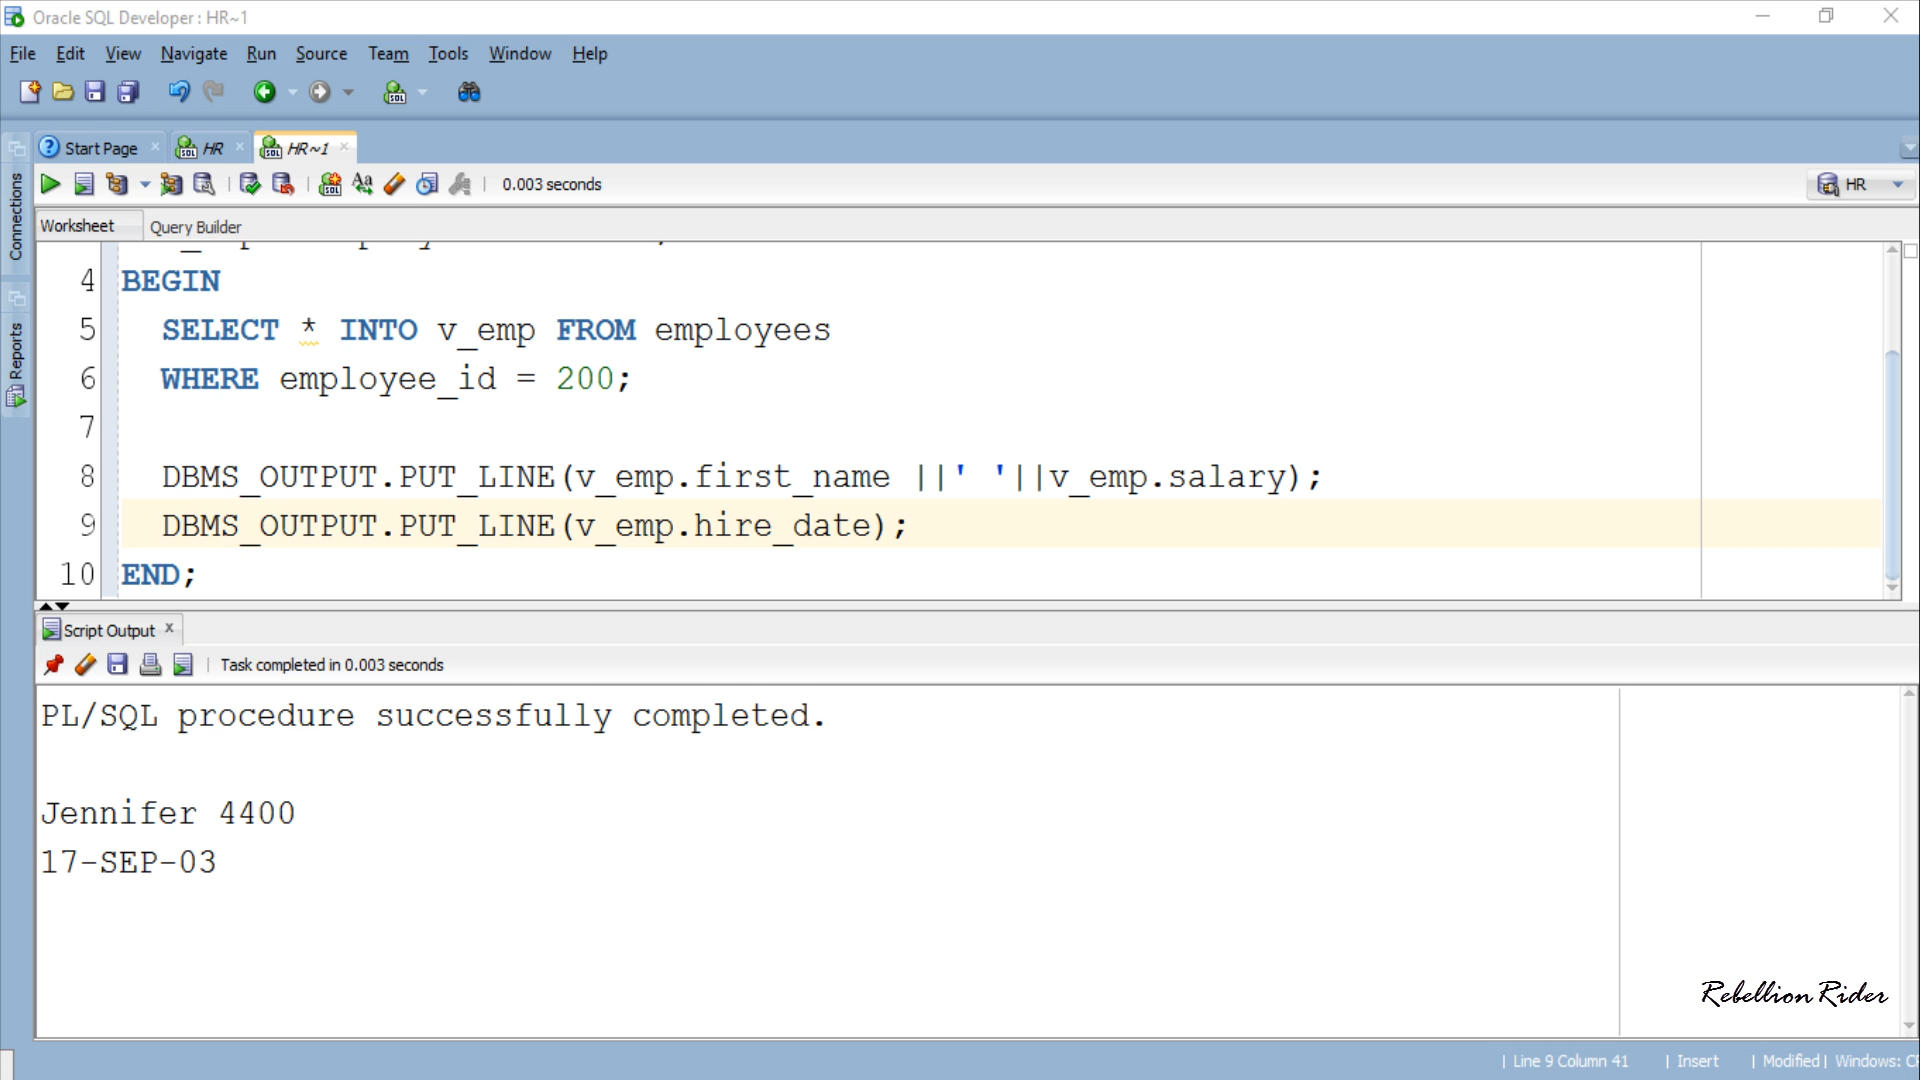 Oracle SQL Developer : HR~1
File Edit View Navigate Run Source Team Tools Window Help
Start Page HR HR~1
0.003 seconds
HR
Connections
Reports
Worksheet Query Builder
4 BEGIN
5 SELECT * INTO v_emp FROM employees
6 WHERE employee_id = 200;
7
8 DBMS_OUTPUT.PUT_LINE(v_emp.first_name ||' '||v_emp.salary);
9 DBMS_OUTPUT.PUT_LINE(v_emp.hire_date);
10 END;
Script Output
Task completed in 0.003 seconds
PL/SQL procedure successfully completed.
Jennifer 4400
17-SEP-03
Rebellion Rider
| Line 9 Column 41 | Insert | Modified | Windows: